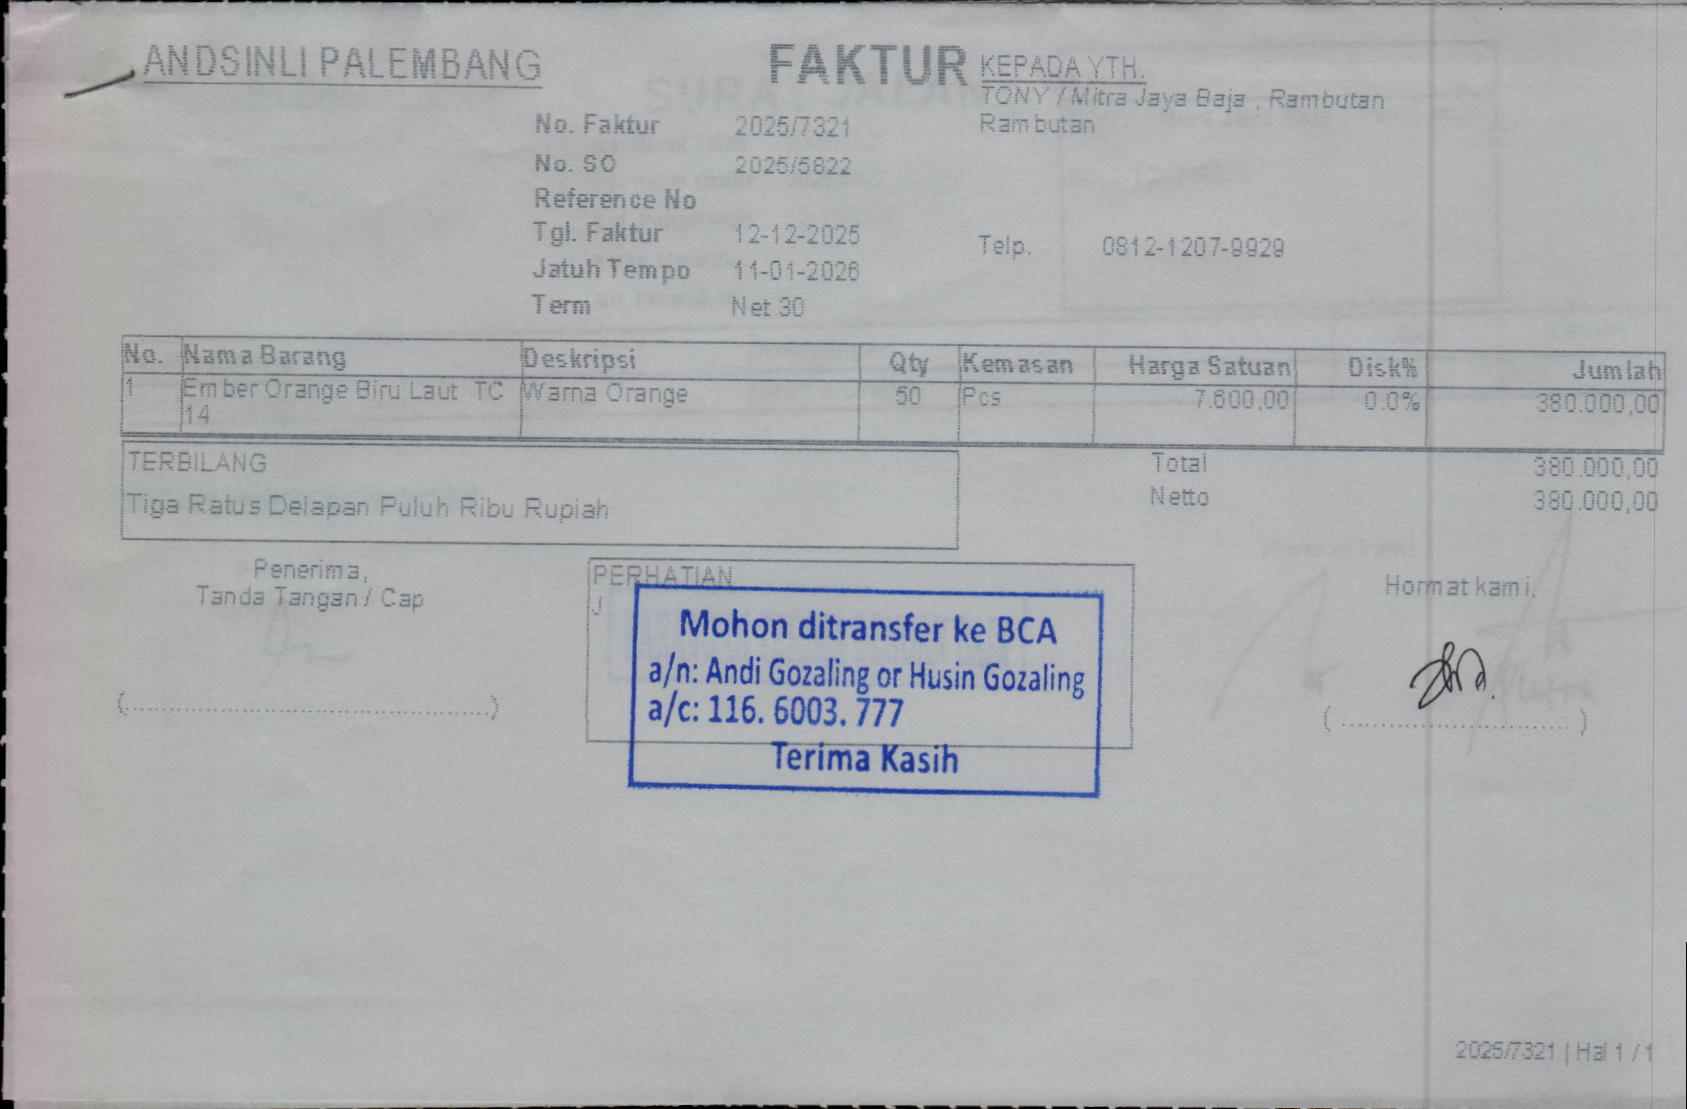 ANDSINLI PALEMBANG
FAKTUR
KEPADA YTH.
TONY / Mitra Jaya Baja , Rambutan
Rambutan
No. Faktur 2025/7321
No. SO 2025/5822
Reference No
Tgl. Faktur 12-12-2025
Jatuh Tempo 11-01-2026
Term Net 30
Telp. 0812-1207-9929
No. Nama Barang Deskripsi Qty Kemasan Harga Satuan Disk% Jumlah
1 Ember Orange Biru Laut TC Warna Orange 50 Pcs 7.600,00 0.0% 380.000,00
14
TERBILANG
Tiga Ratus Delapan Puluh Ribu Rupiah
Total 380.000,00
Netto 380.000,00
Penerima,
Tanda Tangan / Cap
(......................................)
PERHATIAN
J
Mohon ditransfer ke BCA
a/n: Andi Gozaling or Husin Gozaling
a/c: 116. 6003. 777
Terima Kasih
Hormat kami,
(..........................)
2025/7321 | Hal 1 / 1